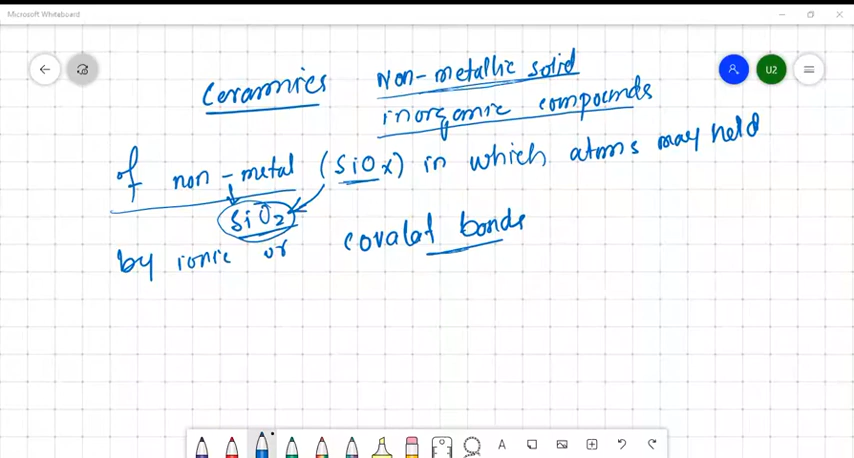 Microsoft Whiteboard
U2
Ceramics Non-metallic solid
inorganic compounds
of non-metal (SiOx) in which atoms may held
SiO2
by ionic or covalat bonds
A